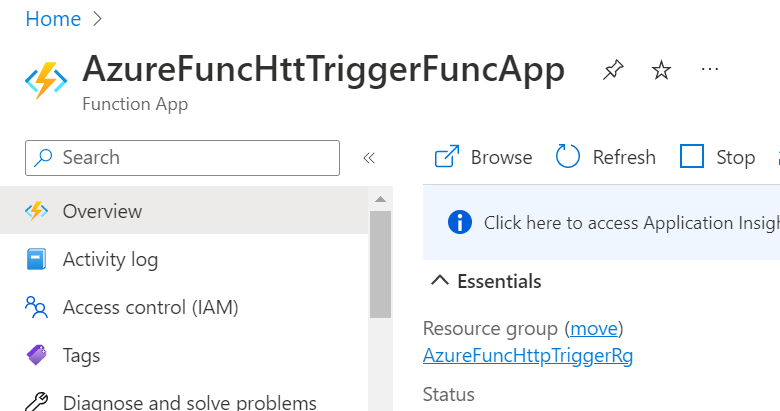 Home
AzureFuncHttTriggerFuncApp
Function App
Search
Browse Refresh Stop
Overview
Click here to access Application Insigh
Activity log
Essentials
Access control (IAM)
Resource group (move)
Tags
AzureFuncHttpTriggerRg
Status
Diagnose and solve problems